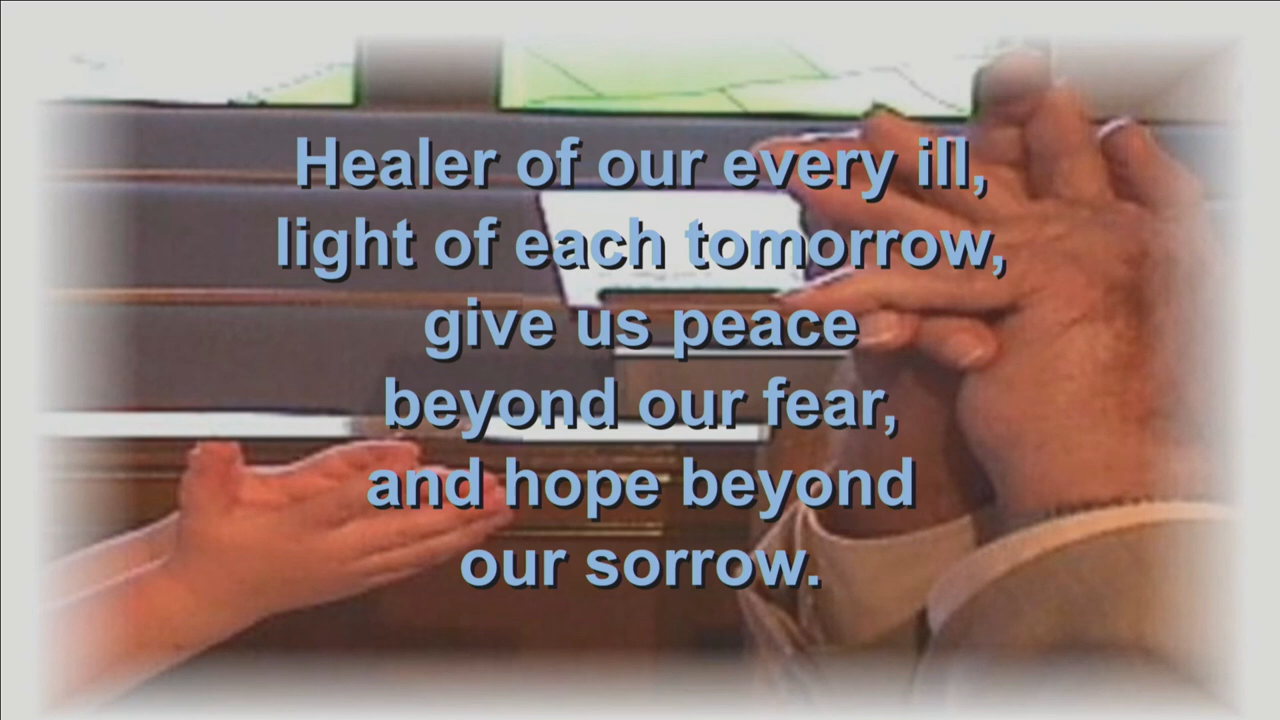 Healer of our every ill,
light of each tomorrow,
give us peace
beyond our fear,
and hope beyond
our sorrow.